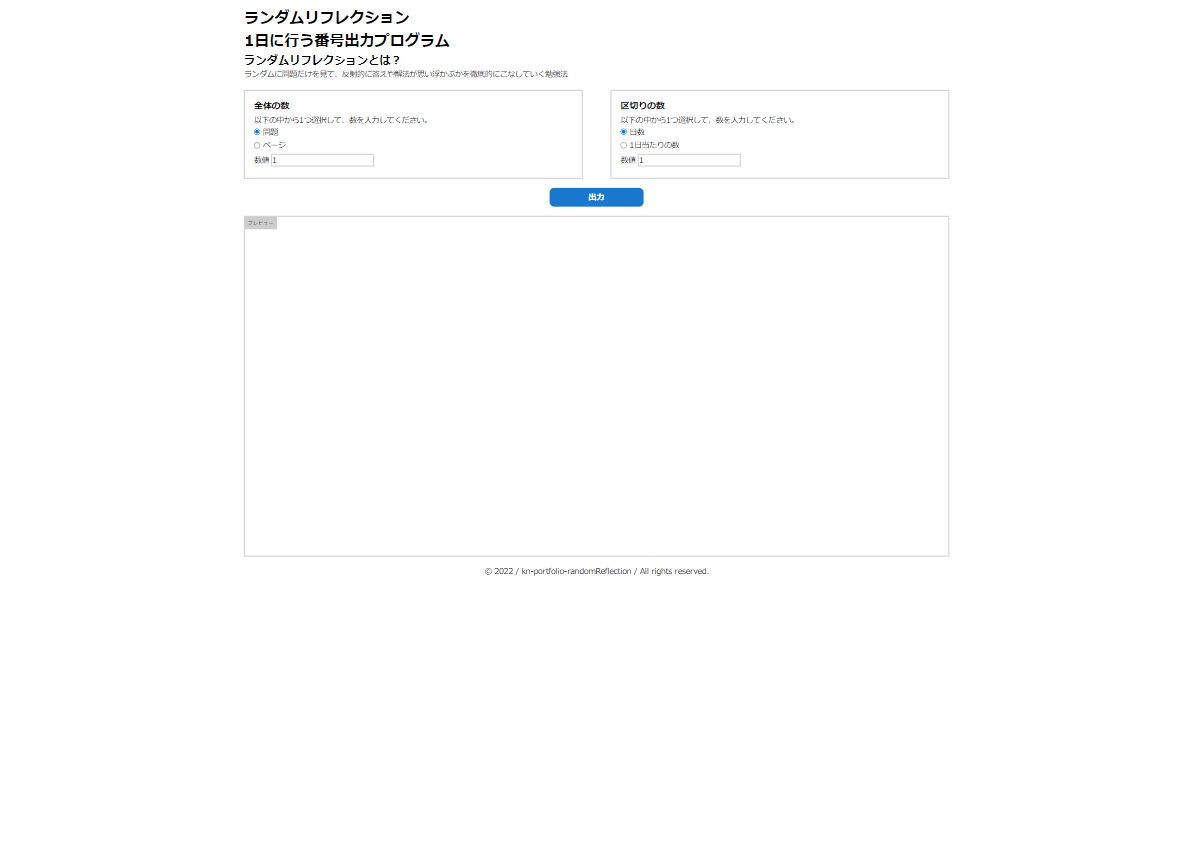 ランダムリフレクション
1日に行う番号出力プログラム
ランダムリフレクションとは？
ランダムに問題だけを見て、反射的に答えや解法が思い浮かぶかを徹底的にこなしていく勉強法
全体の数
以下の中から1つ選択して、数を入力してください。
問題
ページ
数値 1
区切りの数
以下の中から1つ選択して、数を入力してください。
日数
1日当たりの数
数値 1
出力
プレビュー
© 2022 / kn-portfolio-randomReflection / All rights reserved.